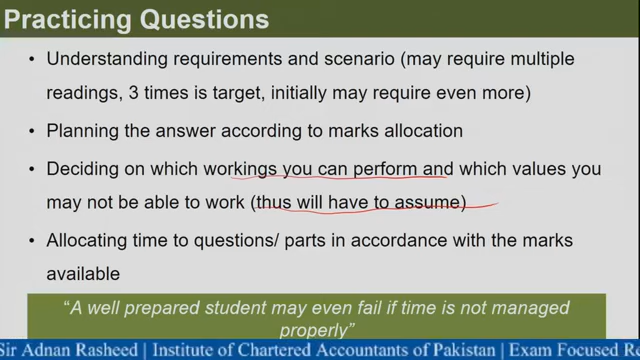 Practicing Questions
• Understanding requirements and scenario (may require multiple
readings, 3 times is target, initially may require even more)
• Planning the answer according to marks allocation
• Deciding on which workings you can perform and which values you
may not be able to work (thus will have to assume)
• Allocating time to questions/ parts in accordance with the marks
available
“A well prepared student may even fail if time is not managed
properly”
Sir Adnan Rasheed | Institute of Chartered Accountants of Pakistan | Exam Focused Re